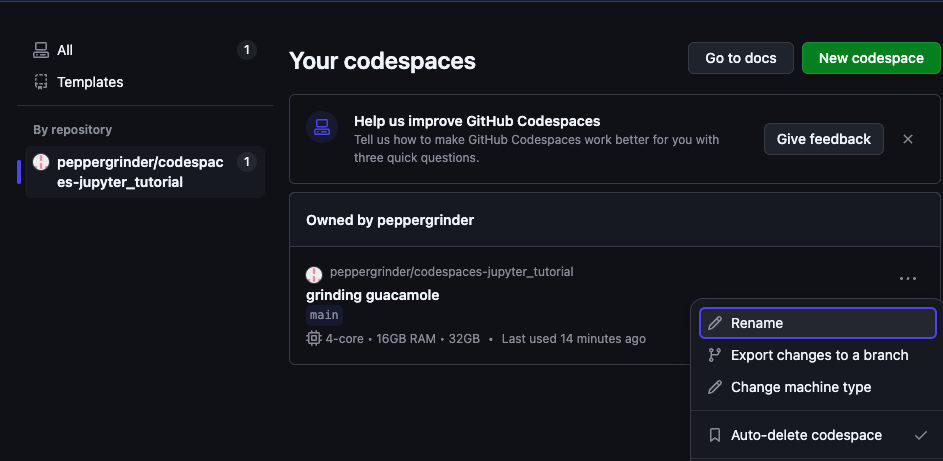 All 1
Templates
By repository
peppergrinder/codespac 1
es-jupyter_tutorial
Your codespaces
Go to docs
New codespace
Help us improve GitHub Codespaces
Tell us how to make GitHub Codespaces work better for you with
three quick questions.
Give feedback
Owned by peppergrinder
peppergrinder/codespaces-jupyter_tutorial
grinding guacamole
main
4-core • 16GB RAM • 32GB • Last used 14 minutes ago
Rename
Export changes to a branch
Change machine type
Auto-delete codespace